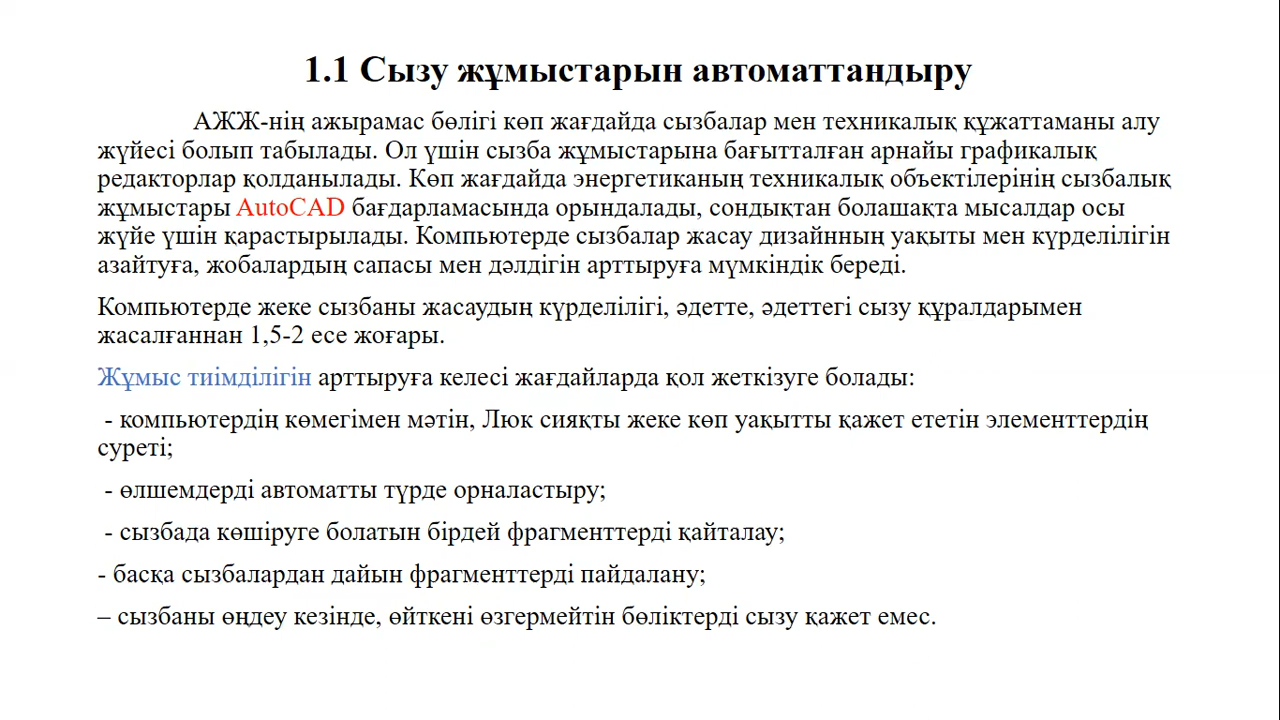 1.1 Сызу жұмыстарын автоматтандыру
АЖЖ-нің ажырамас бөлігі көп жағдайда сызбалар мен техникалық құжаттаманы алу
жүйесі болып табылады. Ол үшін сызба жұмыстарына бағытталған арнайы графикалық
редакторлар қолданылады. Көп жағдайда энергетиканың техникалық объектілерінің сызбалық
жұмыстары AutoCAD бағдарламасында орындалады, сондықтан болашақта мысалдар осы
жүйе үшін қарастырылады. Компьютерде сызбалар жасау дизайнның уақыты мен күрделілігін
азайтуға, жобалардың сапасы мен дәлдігін арттыруға мүмкіндік береді.
Компьютерде жеке сызбаны жасаудың күрделілігі, әдетте, әдеттегі сызу құралдарымен
жасалғаннан 1,5-2 есе жоғары.
Жұмыс тиімділігін арттыруға келесі жағдайларда қол жеткізуге болады:
- компьютердің көмегімен мәтін, Люк сияқты жеке көп уақытты қажет ететін элементтердің
суреті;
- өлшемдерді автоматты түрде орналастыру;
- сызбада көшіруге болатын бірдей фрагменттерді қайталау;
- басқа сызбалардан дайын фрагменттерді пайдалану;
– сызбаны өңдеу кезінде, өйткені өзгермейтін бөліктерді сызу қажет емес.